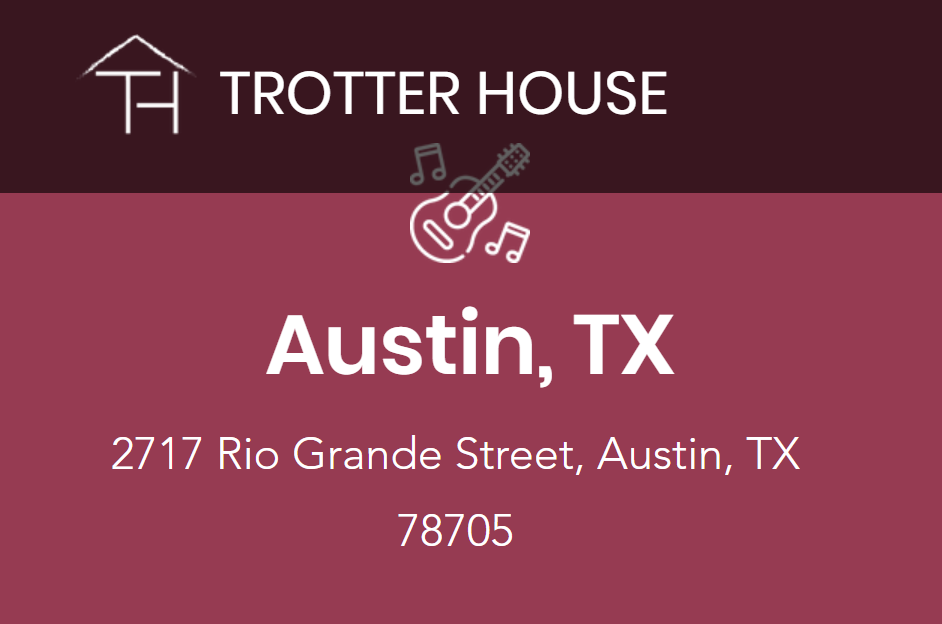 TH TROTTER HOUSE
Austin, TX
2717 Rio Grande Street, Austin, TX
78705